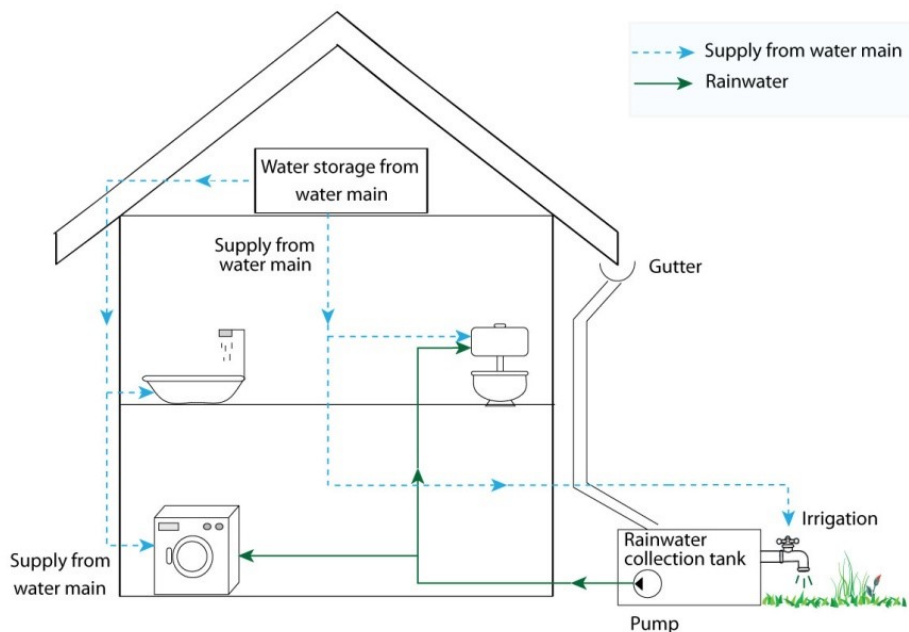 Supply from water main
Rainwater
Water storage from
water main
Supply from
water main
Gutter
Irrigation
Rainwater
collection tank
Supply from
water main
Pump